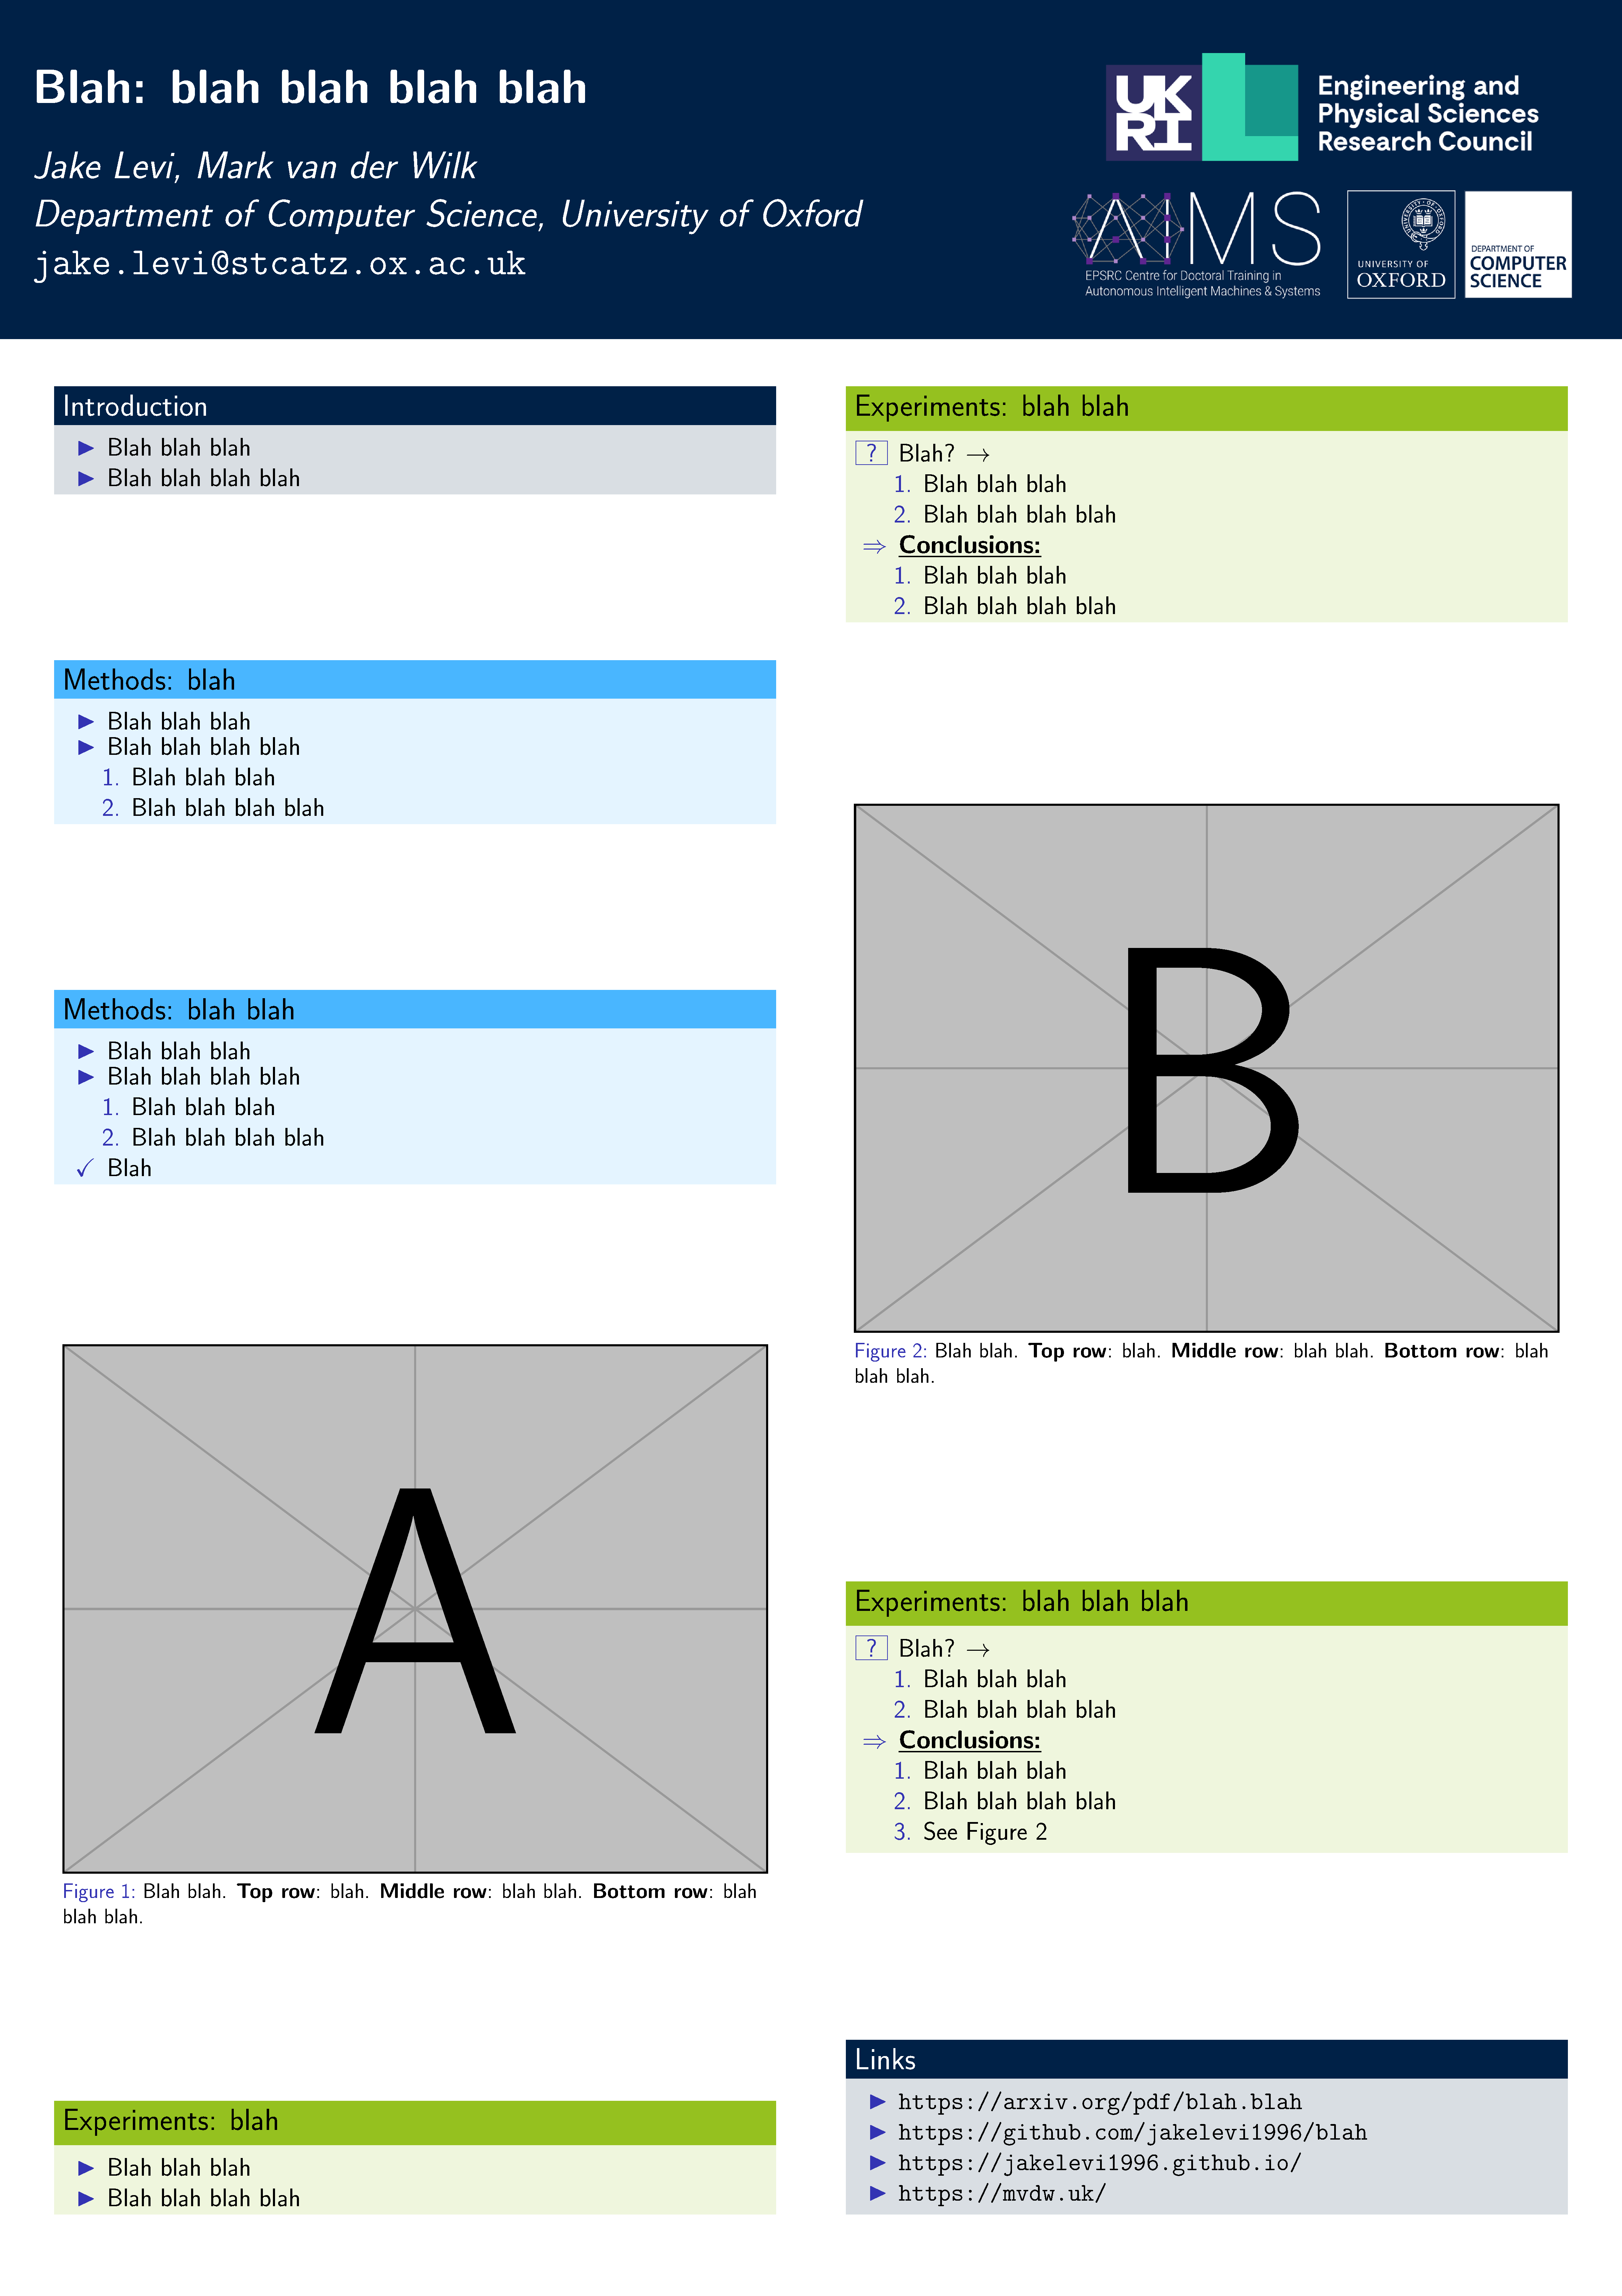 Blah: blah blah blah blah
Jake Levi, Mark van der Wilk
Department of Computer Science, University of Oxford
jake.levi@stcatz.ox.ac.uk
UK
RI
Engineering and
Physical Sciences
Research Council
AIMS
EPSRC Centre for Doctoral Training in
Autonomous Intelligent Machines & Systems
UNIVERSITY OF
OXFORD
DEPARTMENT OF
COMPUTER
SCIENCE
Introduction
▶ Blah blah blah
▶ Blah blah blah blah
Methods: blah
▶ Blah blah blah
▶ Blah blah blah blah
1. Blah blah blah
2. Blah blah blah blah
Methods: blah blah
▶ Blah blah blah
▶ Blah blah blah blah
1. Blah blah blah
2. Blah blah blah blah
✓ Blah
A
Figure 1: Blah blah. Top row: blah. Middle row: blah blah. Bottom row: blah
blah blah.
Experiments: blah
▶ Blah blah blah
▶ Blah blah blah blah
Experiments: blah blah
? Blah? →
1. Blah blah blah
2. Blah blah blah blah
⇒ Conclusions:
1. Blah blah blah
2. Blah blah blah blah
B
Figure 2: Blah blah. Top row: blah. Middle row: blah blah. Bottom row: blah
blah blah.
Experiments: blah blah blah
? Blah? →
1. Blah blah blah
2. Blah blah blah blah
⇒ Conclusions:
1. Blah blah blah
2. Blah blah blah blah
3. See Figure 2
Links
▶ https://arxiv.org/pdf/blah.blah
▶ https://github.com/jakelevi1996/blah
▶ https://jakelevi1996.github.io/
▶ https://mvdw.uk/